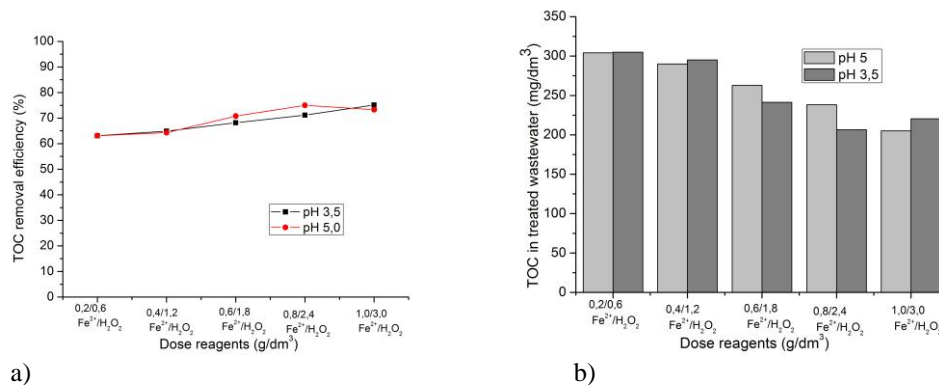 TOC removal efficiency (%)
100
90
80
70
60
50
40
30
20
10
0
pH 3,5
pH 5,0
0,2/0,6 0,4/1,2 0,6/1,8 0,8/2,4 1,0/3,0
Fe²⁺/H₂O₂ Fe²⁺/H₂O₂ Fe²⁺/H₂O₂ Fe²⁺/H₂O₂ Fe²⁺/H₂O₂
Dose reagents (g/dm³)
a)
TOC in treated wastewater (mg/dm³)
350
300
250
200
150
100
50
0
pH 5
pH 3,5
0,2/0,6 0,4/1,2 0,6/1,8 0,8/2,4 1,0/3,0
Fe²⁺/H₂O₂ Fe²⁺/H₂O₂ Fe²⁺/H₂O₂ Fe²⁺/H₂O₂ Fe²⁺/H₂O₂
Dose reagents (g/dm³)
b)